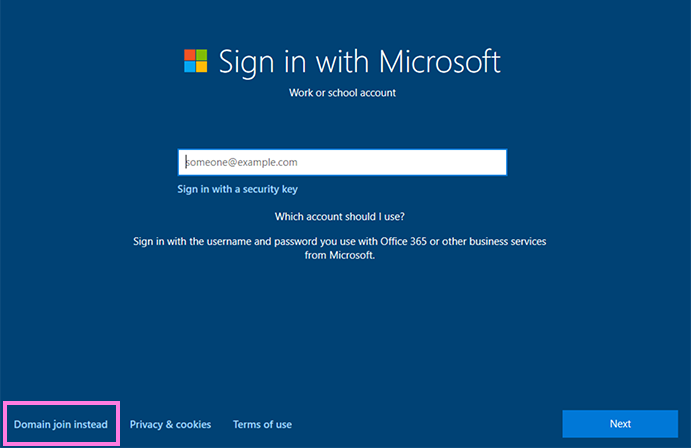 Sign in with Microsoft
Work or school account
someone@example.com
Sign in with a security key
Which account should I use?
Sign in with the username and password you use with Office 365 or other business services
from Microsoft.
Domain join instead
Privacy & cookies
Terms of use
Next